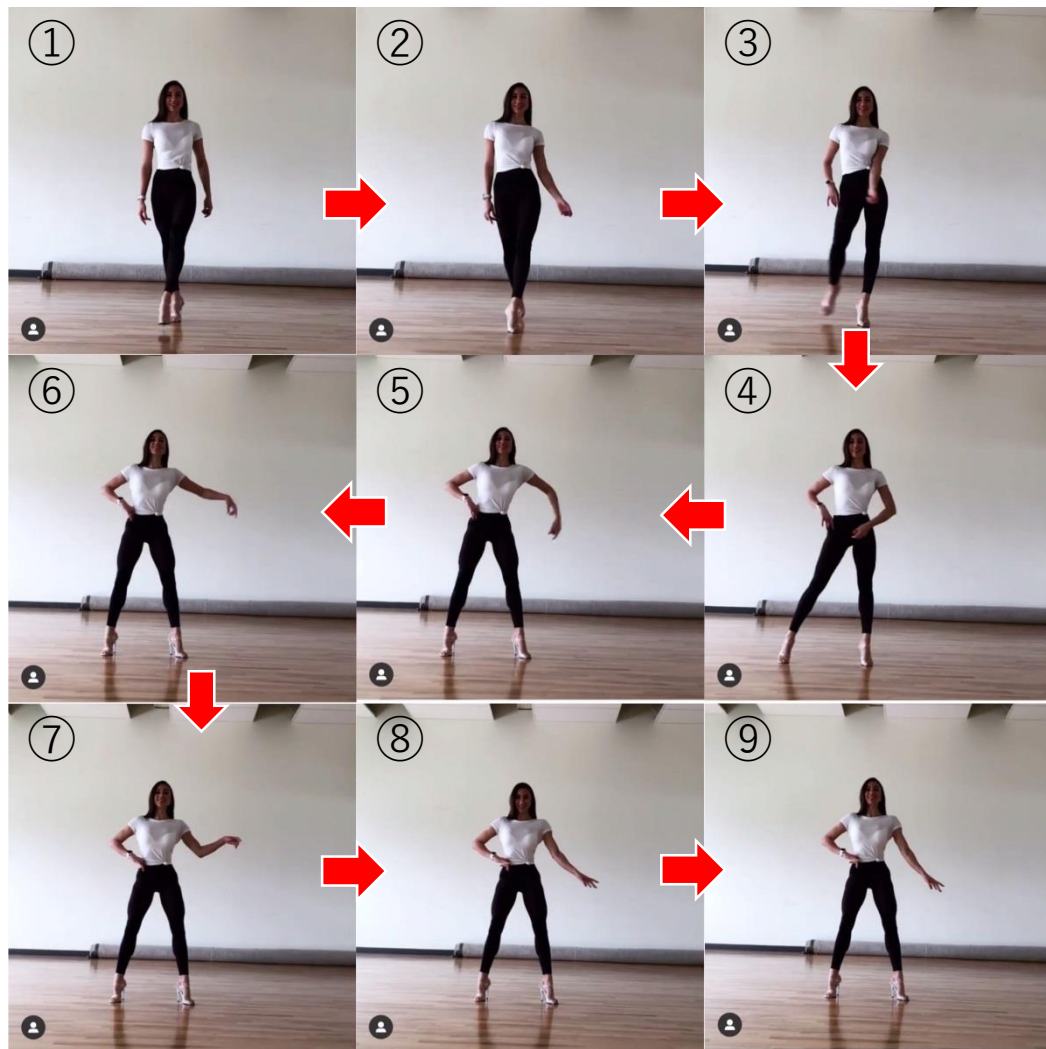 ① ② ③
⑥ ⑤ ④
⑦ ⑧ ⑨